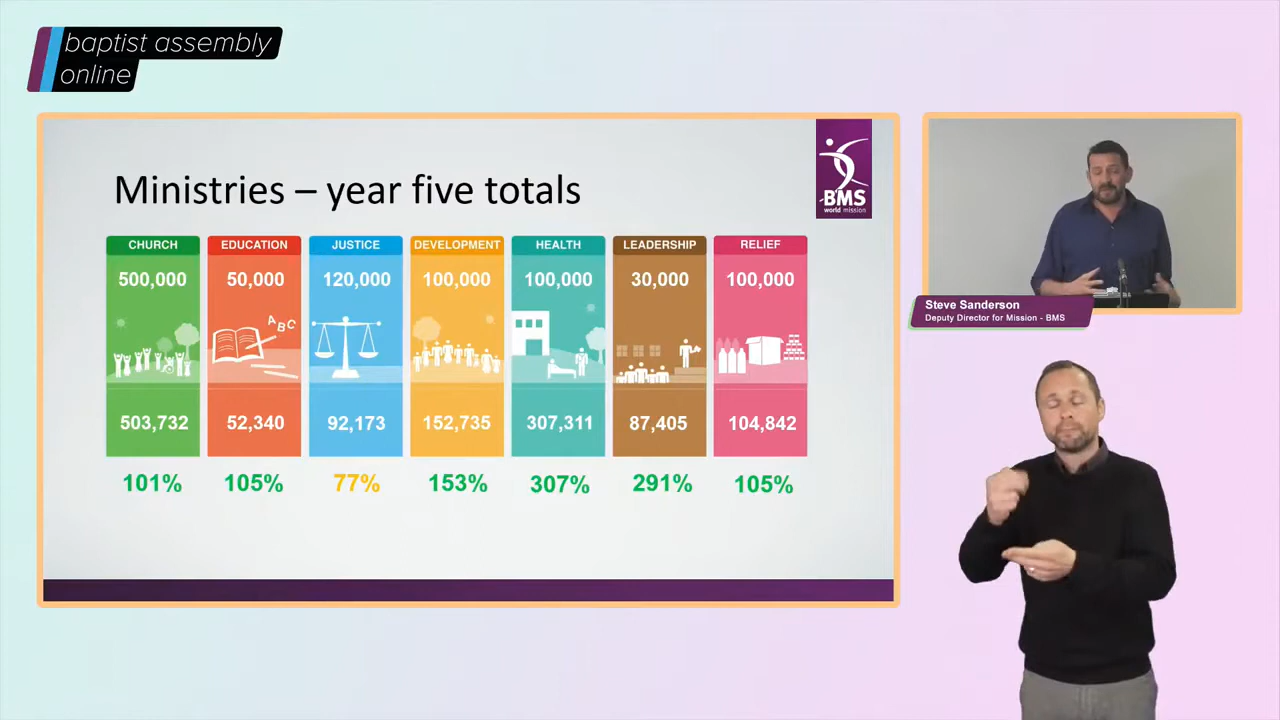 baptist assembly
online
Ministries – year five totals
BMS
world mission
CHURCH EDUCATION JUSTICE DEVELOPMENT HEALTH LEADERSHIP RELIEF
500,000 50,000 120,000 100,000 100,000 30,000 100,000
ABC
503,732 52,340 92,173 152,735 307,311 87,405 104,842
101% 105% 77% 153% 307% 291% 105%
Steve Sanderson
Deputy Director for Mission - BMS